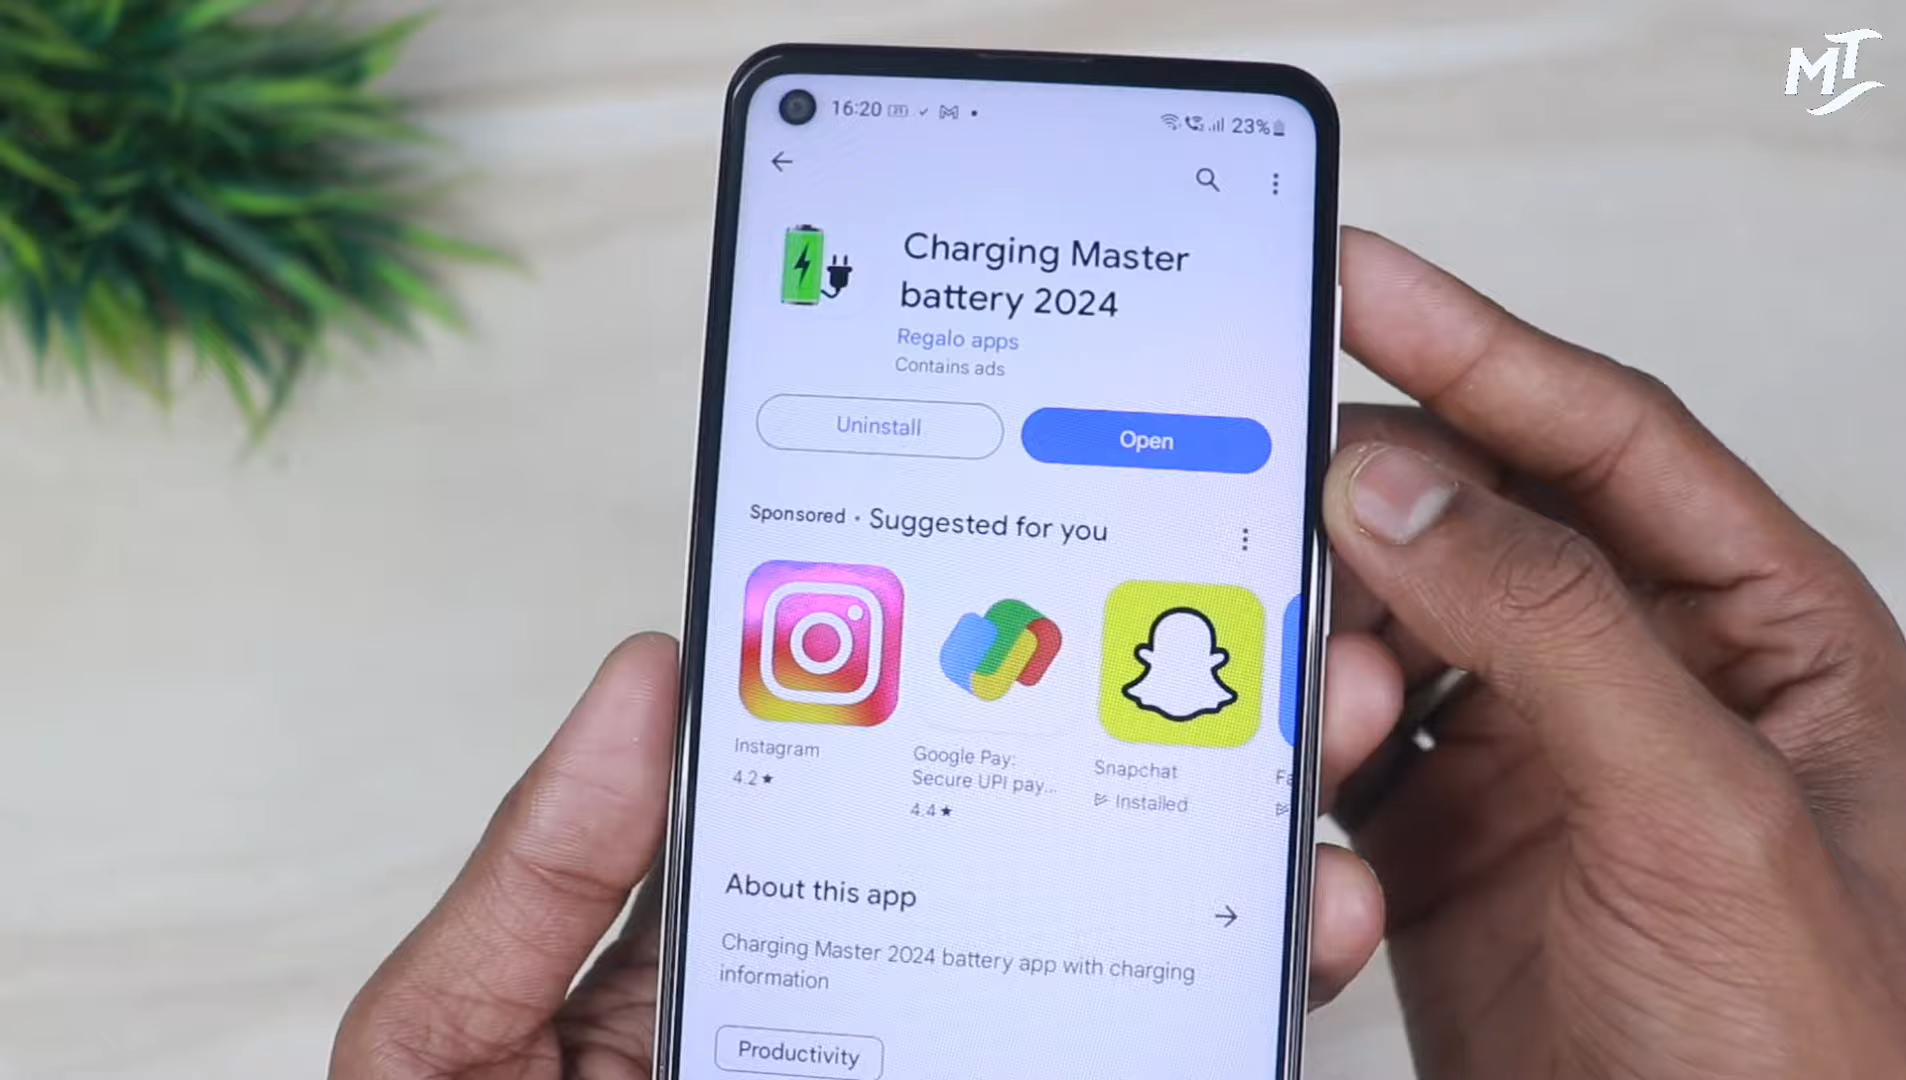 MT
16:20
23%
Charging Master
battery 2024
Regalo apps
Contains ads
Uninstall
Open
Sponsored • Suggested for you
Instagram
4.2★
Google Pay:
Secure UPI pay...
4.4★
Snapchat
Installed
Fa
About this app
Charging Master 2024 battery app with charging
information
Productivity